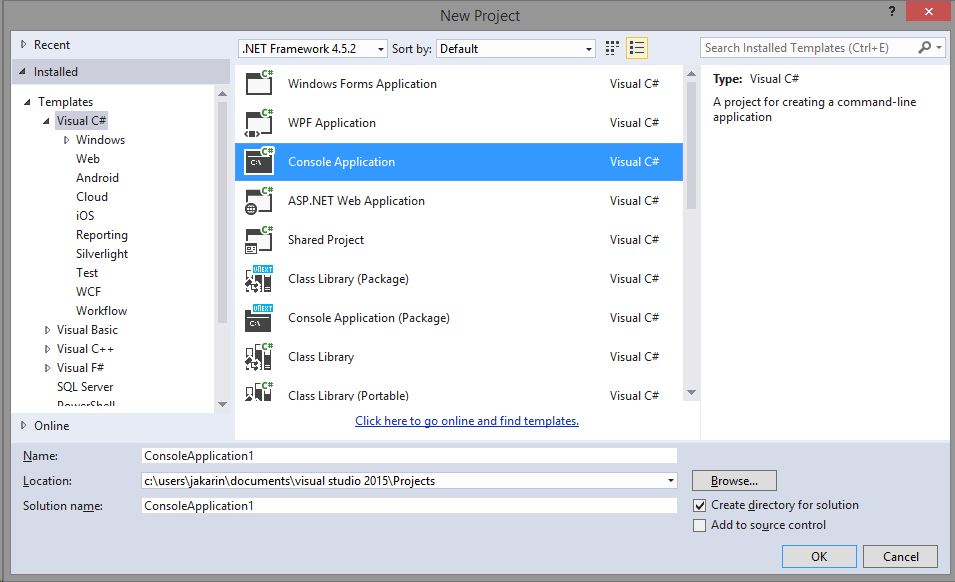 New Project
?
Recent
.NET Framework 4.5.2
Sort by:
Default
Search Installed Templates (Ctrl+E)
Installed
Templates
Visual C#
Windows
Web
Android
Cloud
iOS
Reporting
Silverlight
Test
WCF
Workflow
Visual Basic
Visual C++
Visual F#
SQL Server
PowerShell
Online
C#
Windows Forms Application
Visual C#
C#
WPF Application
Visual C#
C#
C:\
Console Application
Visual C#
C#
ASP.NET Web Application
Visual C#
C#
Shared Project
Visual C#
VNEXT
Class Library (Package)
Visual C#
VNEXT
C:\
Console Application (Package)
Visual C#
C#
Class Library
Visual C#
C#
Class Library (Portable)
Visual C#
Click here to go online and find templates.
Type: Visual C#
A project for creating a command-line
application
Name:
ConsoleApplication1
Location:
c:\users\jakarin\documents\visual studio 2015\Projects
Browse...
Solution name:
ConsoleApplication1
Create directory for solution
Add to source control
OK
Cancel